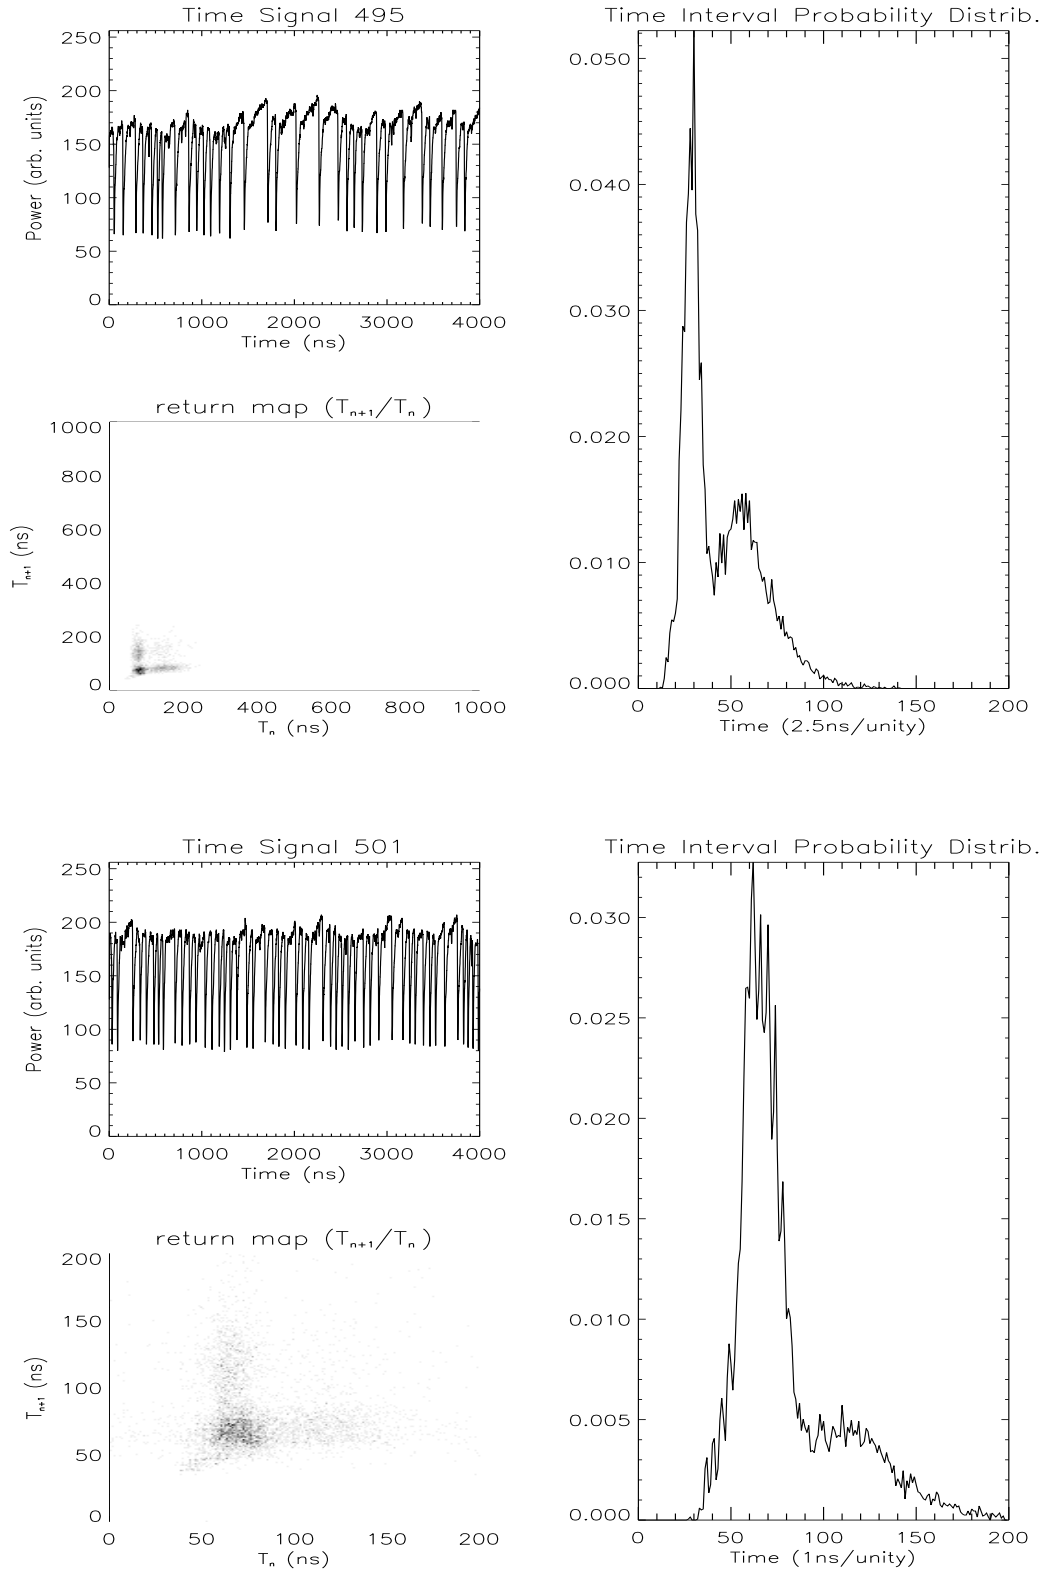 Time Signal 495
Power (arb. units)
250
200
150
100
50
0
0 1000 2000 3000 4000
Time (ns)
return map (Tn+1/Tn)
Tn+1 (ns)
1000
800
600
400
200
0
0 200 400 600 800 1000
Tn (ns)
Time Interval Probability Distrib.
0.050
0.040
0.030
0.020
0.010
0.000
0 50 100 150 200
Time (2.5ns/unity)
Time Signal 501
Power (arb. units)
250
200
150
100
50
0
0 1000 2000 3000 4000
Time (ns)
return map (Tn+1/Tn)
Tn+1 (ns)
200
150
100
50
0
0 50 100 150 200
Tn (ns)
Time Interval Probability Distrib.
0.030
0.025
0.020
0.015
0.010
0.005
0.000
0 50 100 150 200
Time (1ns/unity)